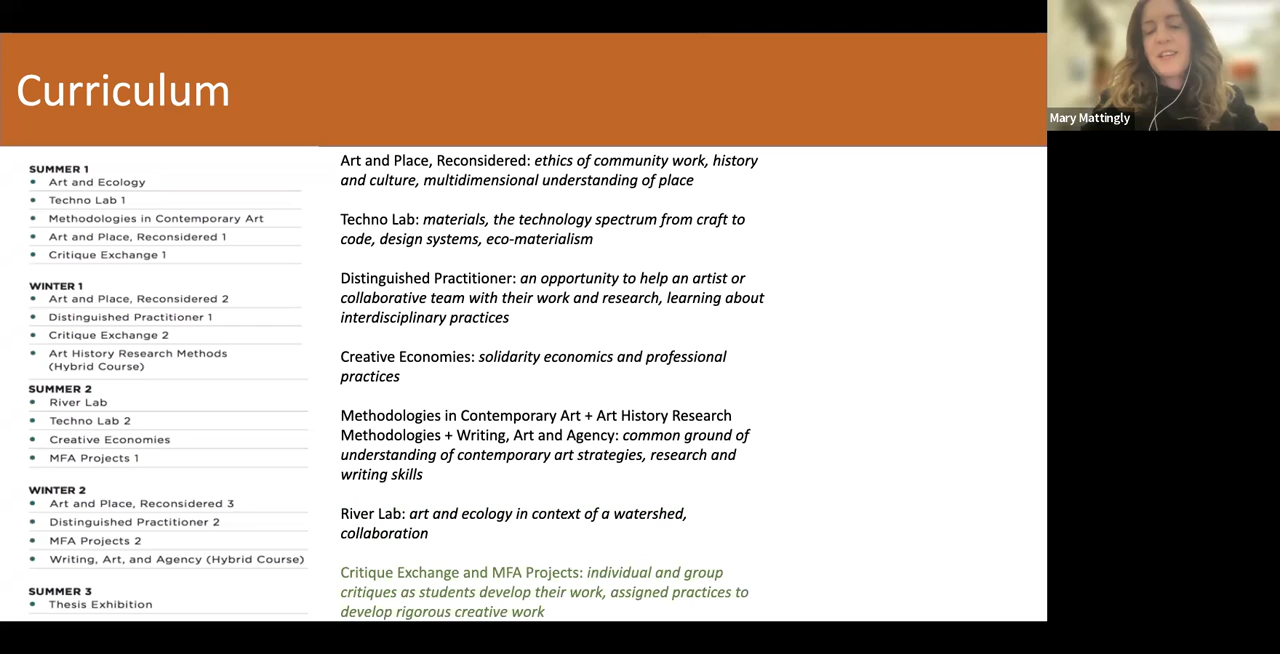 Curriculum
Mary Mattingly
SUMMER 1
• Art and Ecology
• Techno Lab 1
• Methodologies in Contemporary Art
• Art and Place, Reconsidered 1
• Critique Exchange 1
WINTER 1
• Art and Place, Reconsidered 2
• Distinguished Practitioner 1
• Critique Exchange 2
• Art History Research Methods
(Hybrid Course)
SUMMER 2
• River Lab
• Techno Lab 2
• Creative Economies
• MFA Projects 1
WINTER 2
• Art and Place, Reconsidered 3
• Distinguished Practitioner 2
• MFA Projects 2
• Writing, Art, and Agency (Hybrid Course)
SUMMER 3
• Thesis Exhibition
Art and Place, Reconsidered: ethics of community work, history
and culture, multidimensional understanding of place
Techno Lab: materials, the technology spectrum from craft to
code, design systems, eco-materialism
Distinguished Practitioner: an opportunity to help an artist or
collaborative team with their work and research, learning about
interdisciplinary practices
Creative Economies: solidarity economics and professional
practices
Methodologies in Contemporary Art + Art History Research
Methodologies + Writing, Art and Agency: common ground of
understanding of contemporary art strategies, research and
writing skills
River Lab: art and ecology in context of a watershed,
collaboration
Critique Exchange and MFA Projects: individual and group
critiques as students develop their work, assigned practices to
develop rigorous creative work